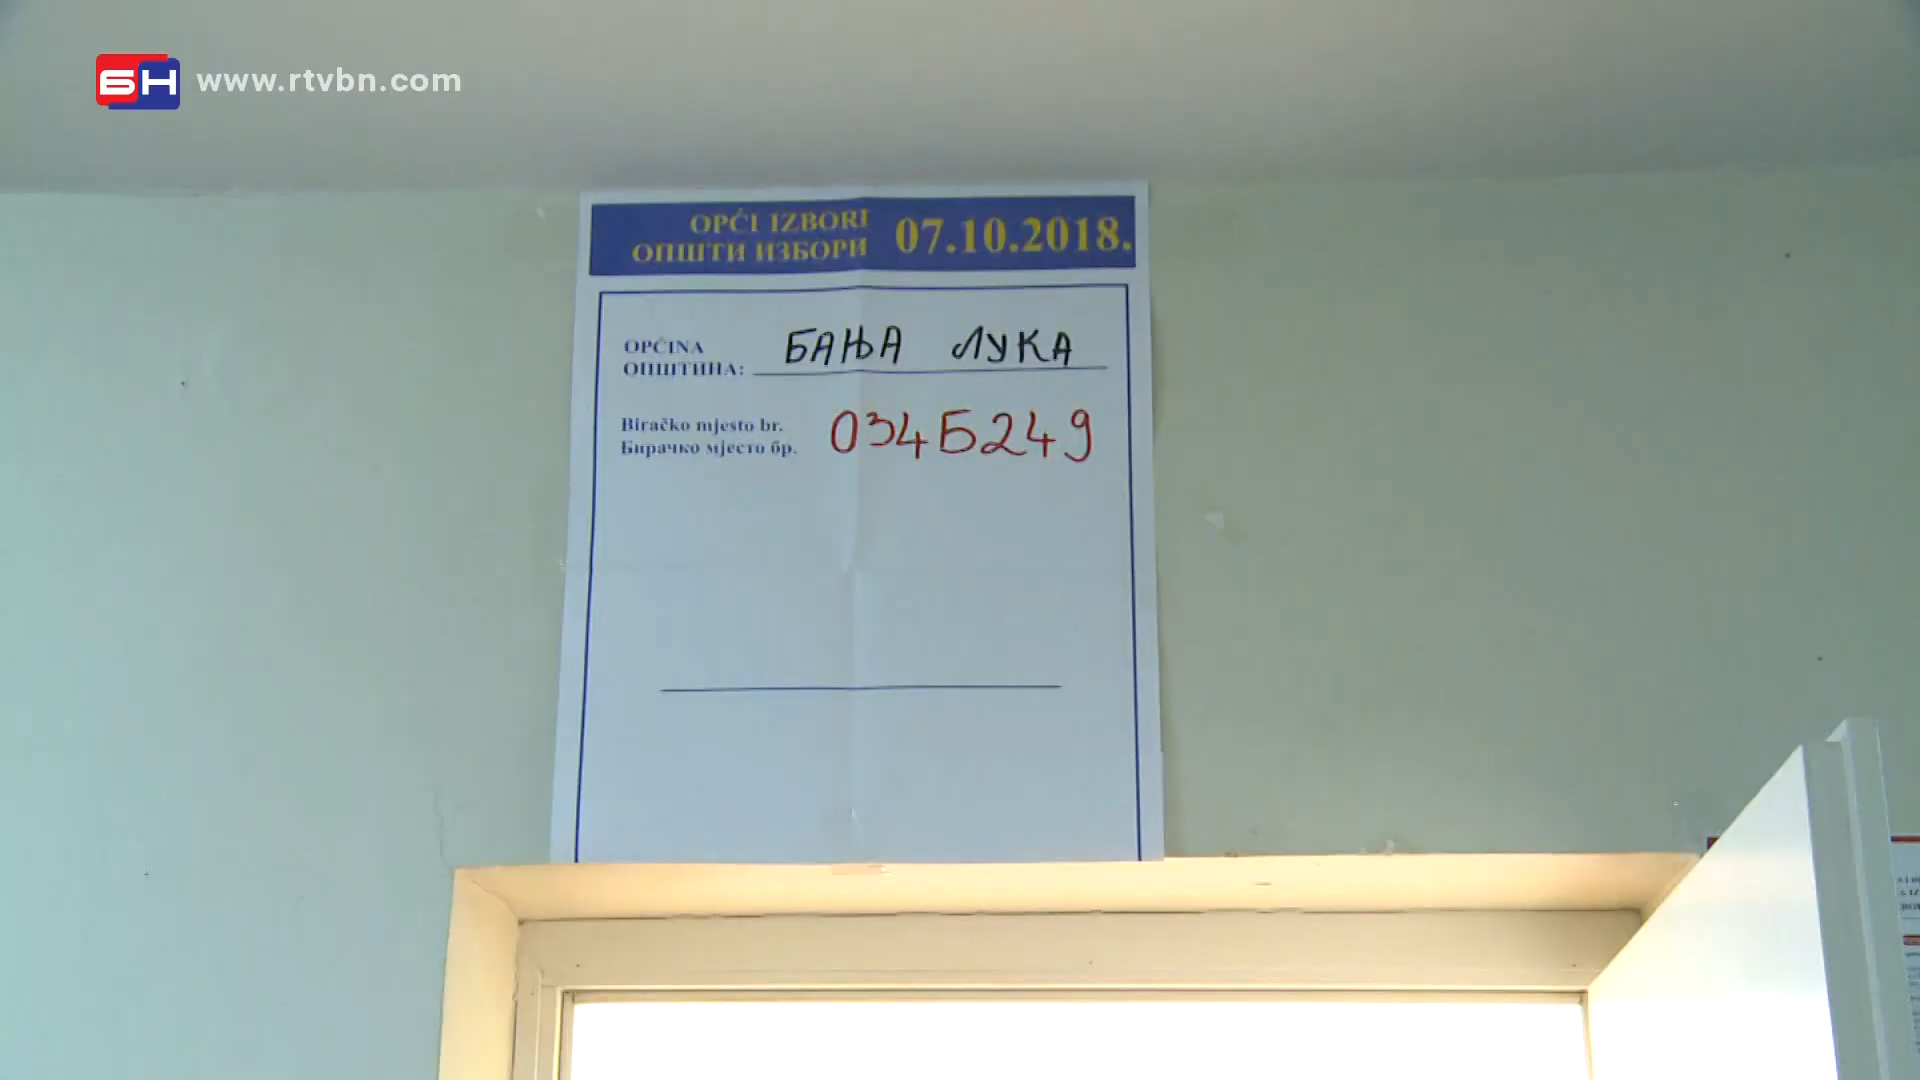 БН www.rtvbn.com
OPĆI IZBORI
ОПШТИ ИЗБОРИ
07.10.2018.
OPĆINA
ОПШТИНА: БАЊА ЛУКА
Biračko mjesto br.
Бирачко мјесто бр.
034Б249